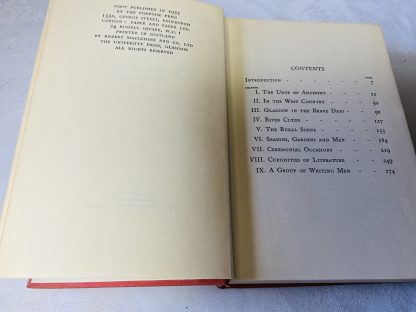 FIRST PUBLISHED IN 1951
BY THE PORPOISE PRESS
133A, GEORGE STREET, EDINBURGH
LONDON: FABER AND FABER LTD.
24 RUSSELL SQUARE, W.C. 1
PRINTED IN SCOTLAND
BY ROBERT MACLEHOSE AND CO. LTD
THE UNIVERSITY PRESS, GLASGOW
ALL RIGHTS RESERVED
CONTENTS
INTRODUCTION - - - - - 7
I. THE URGE OF ANCESTRY - - 21
II. IN THE WEST COUNTRY - - 50
III. GLASGOW IN THE BRAVE DAYS - 91
IV. RIVER CLYDE - - - - 127
V. THE RURAL SCENE - - - 155
VI. SEASONS, GARDENS AND MEN - 184
VII. CEREMONIAL OCCASIONS - - 219
VIII. CURIOSITIES OF LITERATURE - - 249
IX. A GROUP OF WRITING MEN - - 274